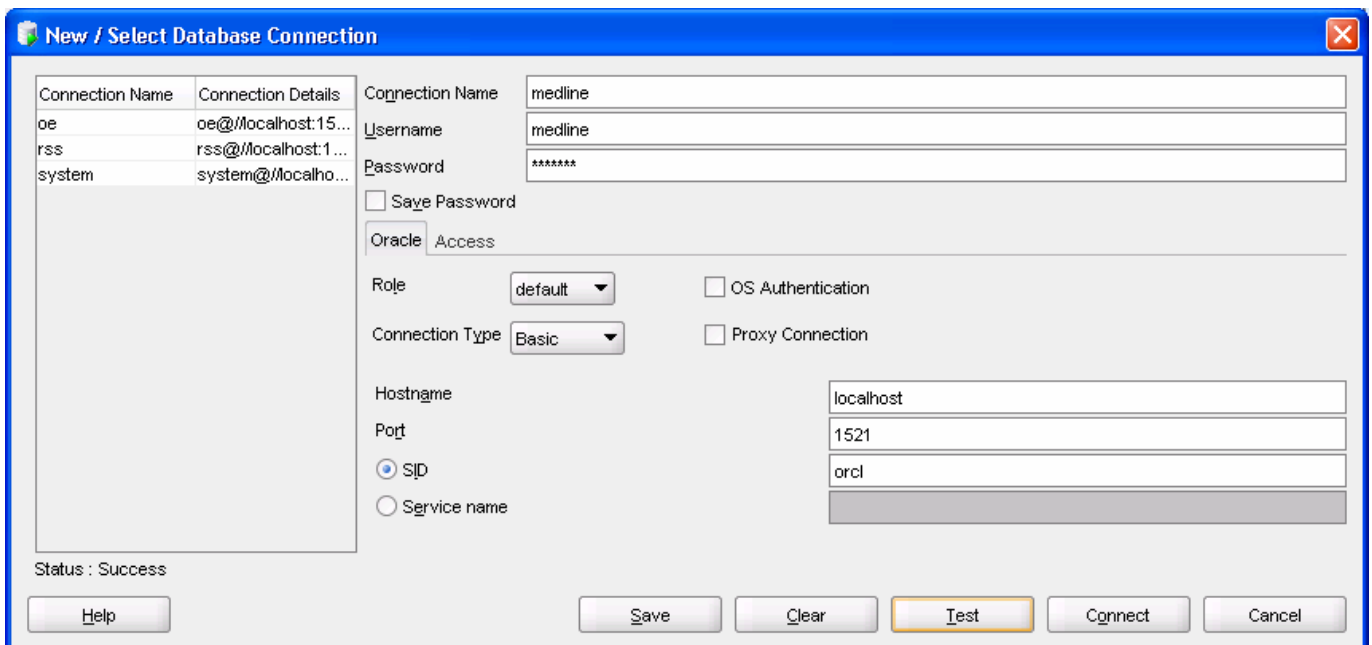 New / Select Database Connection
Connection Name Connection Details
oe oe@//localhost:15...
rss rss@//localhost:1...
system system@//localho...
Connection Name medline
Username medline
Password *******
Save Password
Oracle Access
Role default OS Authentication
Connection Type Basic Proxy Connection
Hostname localhost
Port 1521
SID orcl
Service name
Status : Success
Help Save Clear Test Connect Cancel